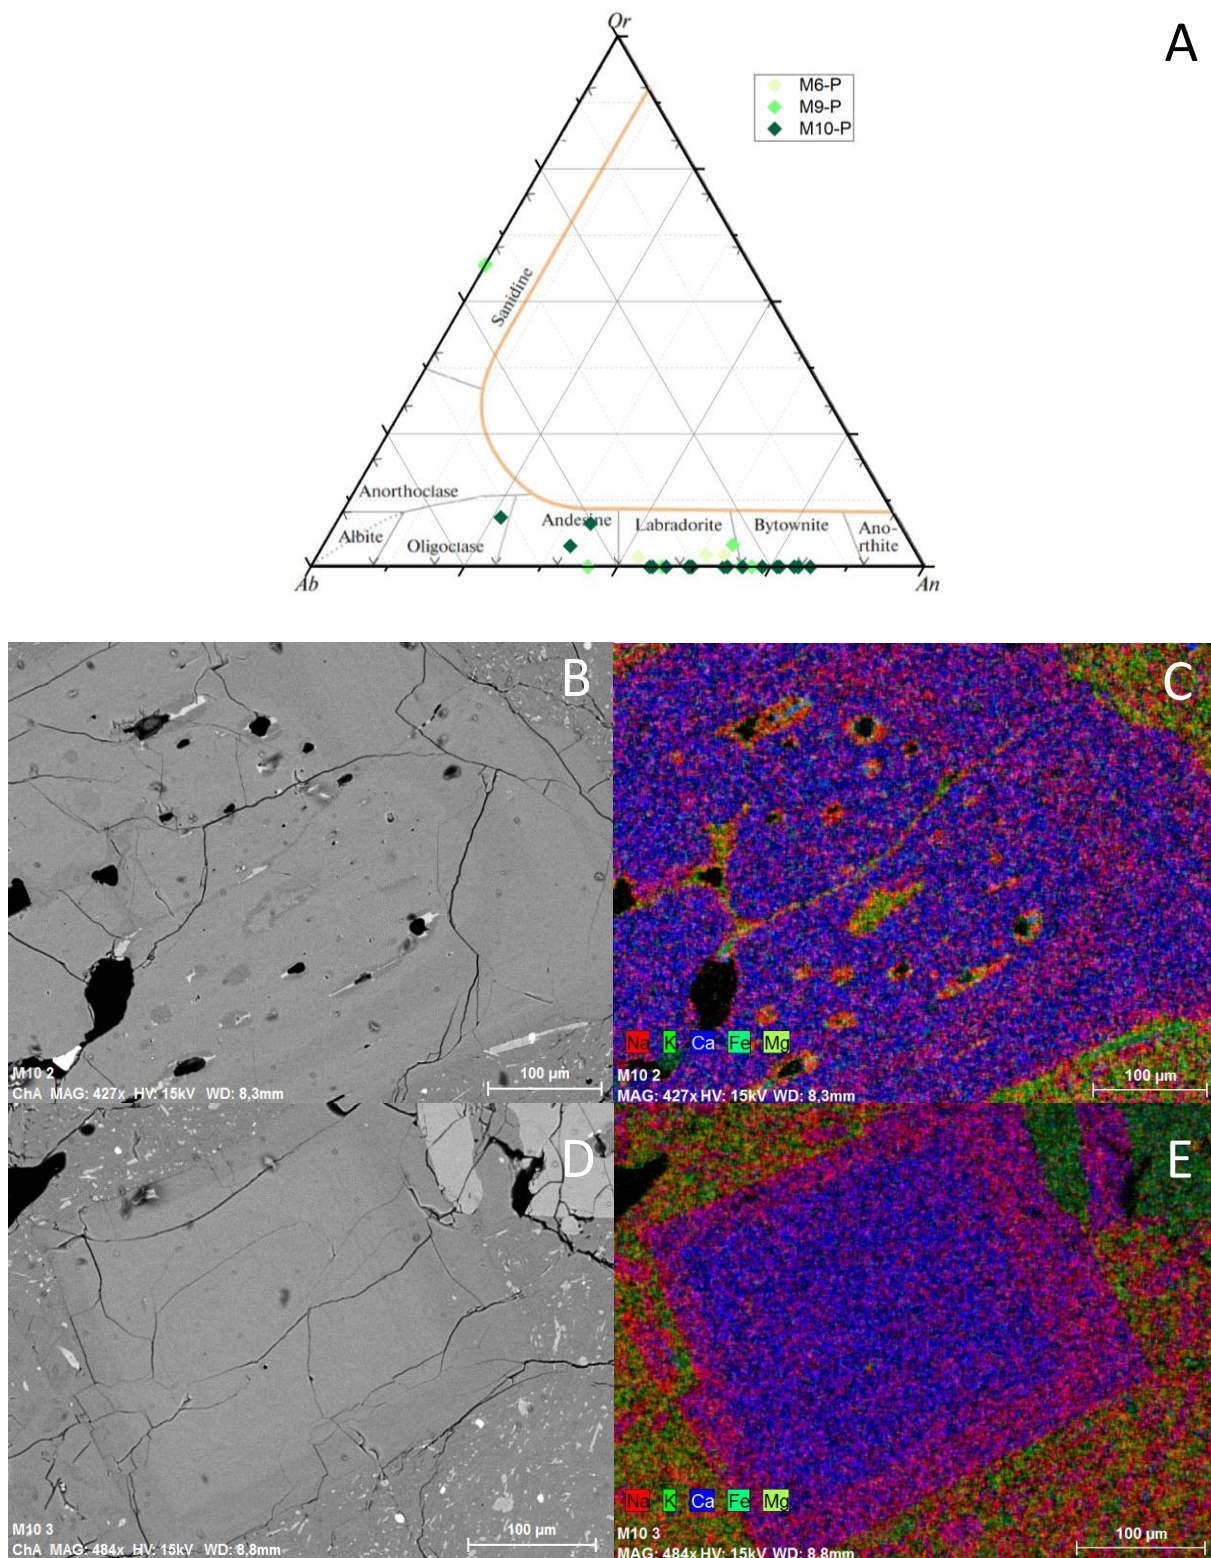 Or
A
M6-P
M9-P
M10-P
Sanidine
Anorthoclase
Andesine
Labradorite
Bytownite
Ano-
rthite
Albite
Oligoclase
Ab
An
B
M10 2
ChA MAG: 427x HV: 15kV WD: 8,3mm
100 µm
C
Na K Ca Fe Mg
M10 2
MAG: 427x HV: 15kV WD: 8,3mm
100 µm
D
M10 3
ChA MAG: 484x HV: 15kV WD: 8,8mm
100 µm
E
Na K Ca Fe Mg
M10 3
MAG: 484x HV: 15kV WD: 8,8mm
100 µm